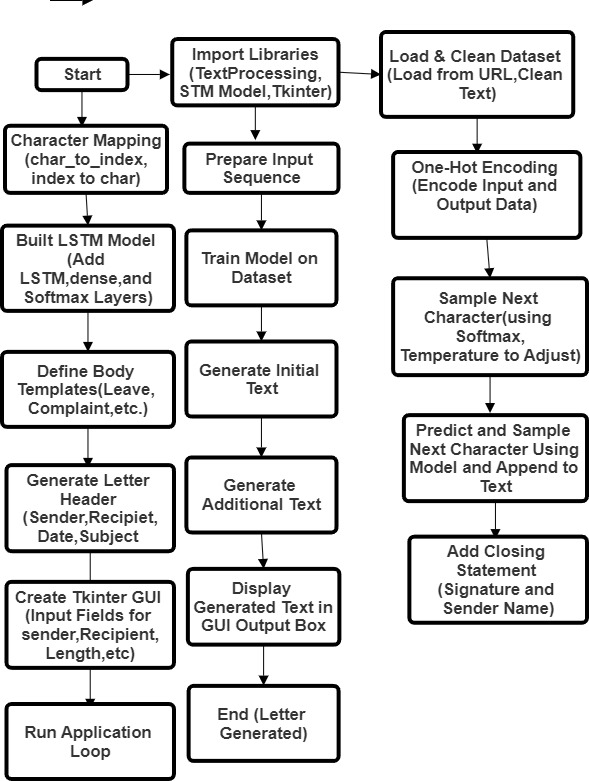 Start
Import Libraries
(TextProcessing,
STM Model,Tkinter)
Load & Clean Dataset
(Load from URL,Clean
Text)
Character Mapping
(char_to_index,
index to char)
Prepare Input
Sequence
One-Hot Encoding
(Encode Input and
Output Data)
Built LSTM Model
(Add
LSTM,dense,and
Softmax Layers)
Train Model on
Dataset
Sample Next
Character(using
Softmax,
Temperature to Adjust)
Define Body
Templates(Leave,
Complaint,etc.)
Generate Initial
Text
Predict and Sample
Next Character Using
Model and Append to
Text
Generate Letter
Header
(Sender,Recipiet,
Date,Subject
Generate
Additional Text
Add Closing
Statement
(Signature and
Sender Name)
Create Tkinter GUI
(Input Fields for
sender,Recipient,
Length,etc)
Display
Generated Text in
GUI Output Box
Run Application
Loop
End (Letter
Generated)